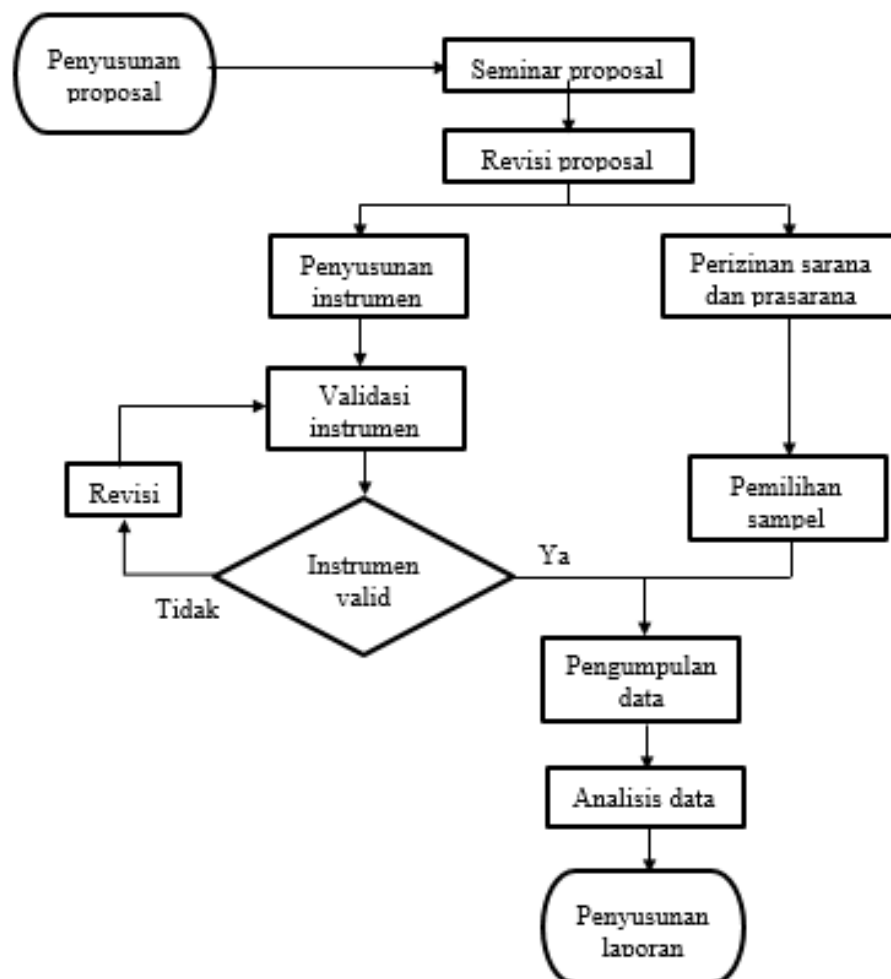 Penyusunan
proposal
Seminar proposal
Revisi proposal
Penyusunan
instrumen
Perizinan sarana
dan prasarana
Validasi
instrumen
Revisi
Pemilihan
sampel
Instrumen
valid
Ya
Tidak
Pengumpulan
data
Analisis data
Penyusunan
laporan